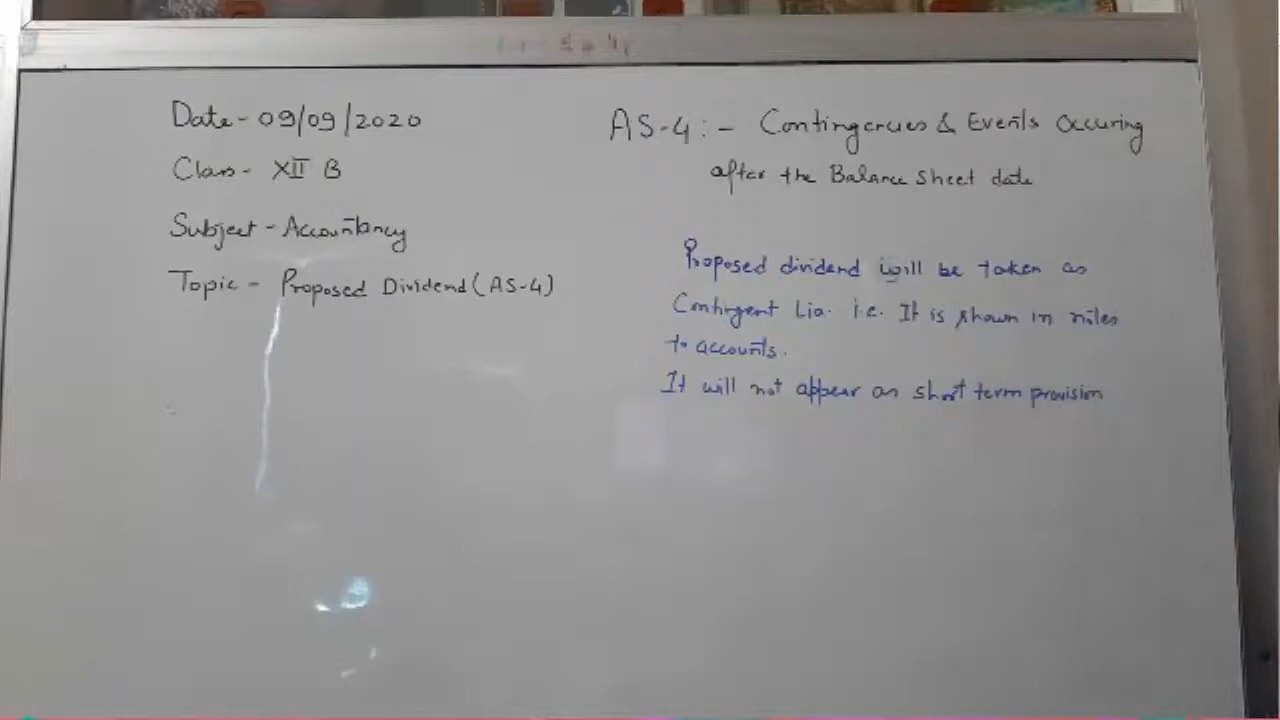 Date - 09/09/2020
Class - XII B
Subject - Accountancy
Topic - Proposed Dividend (AS-4)
AS-4 :- Contingencies & Events Occuring
after the Balance Sheet date
Proposed dividend will be taken as
Contingent Lia. i.e. It is shown in notes
to accounts.
It will not appear as short term provision